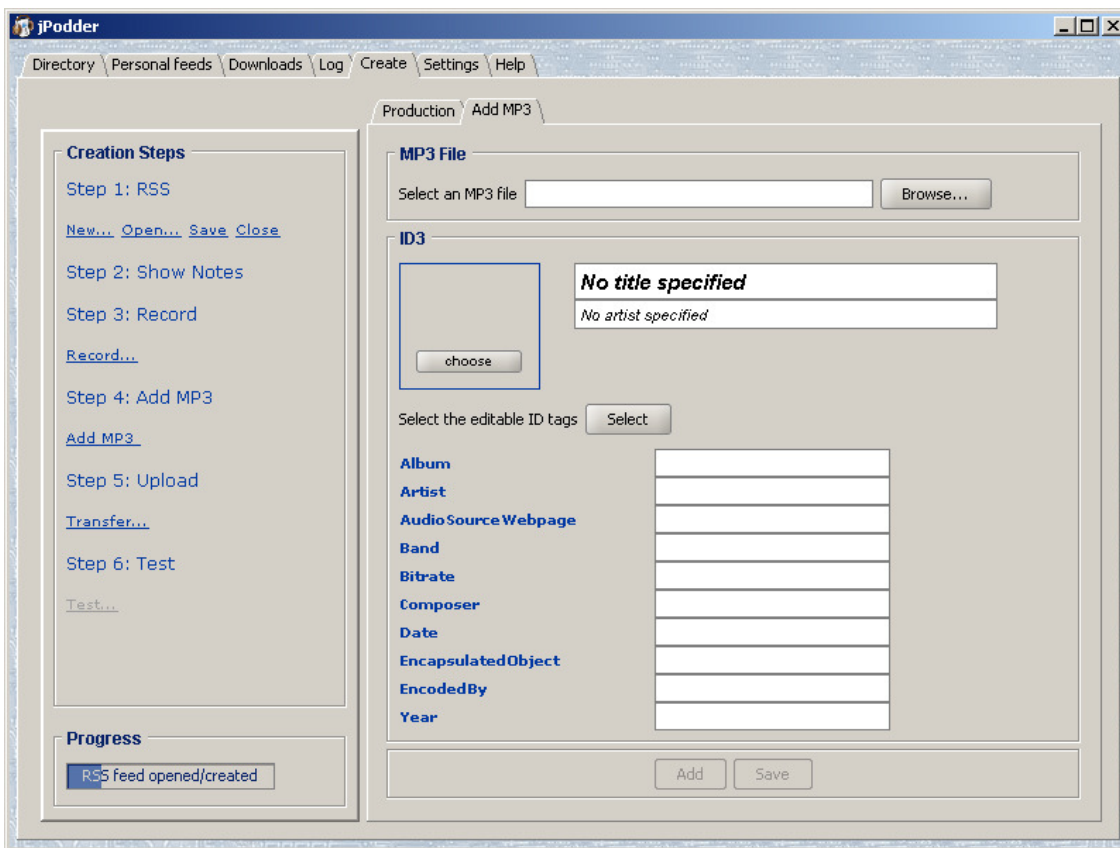 jPodder
Directory Personal feeds Downloads Log Create Settings Help
Production Add MP3
Creation Steps
Step 1: RSS
New... Open... Save Close
Step 2: Show Notes
Step 3: Record
Record...
Step 4: Add MP3
Add MP3
Step 5: Upload
Transfer...
Step 6: Test
Test...
Progress
RSS feed opened/created
MP3 File
Select an MP3 file Browse...
ID3
choose
No title specified
No artist specified
Select the editable ID tags Select
Album
Artist
AudioSourceWebpage
Band
Bitrate
Composer
Date
EncapsulatedObject
EncodedBy
Year
Add Save